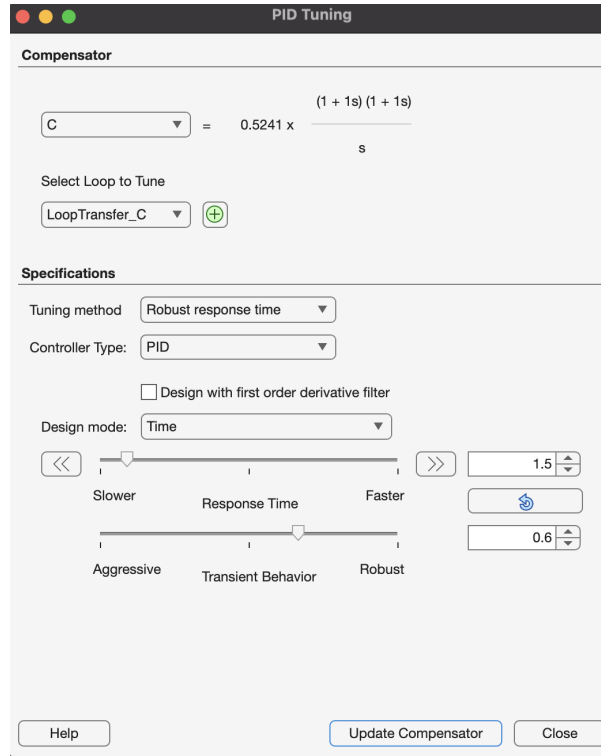 PID Tuning
Compensator
C = 0.5241 x (1 + 1s) (1 + 1s)
s
Select Loop to Tune
LoopTransfer_C
Specifications
Tuning method Robust response time
Controller Type: PID
Design with first order derivative filter
Design mode: Time
<< >> 1.5
Slower Response Time Faster
0.6
Aggressive Transient Behavior Robust
Help Update Compensator Close